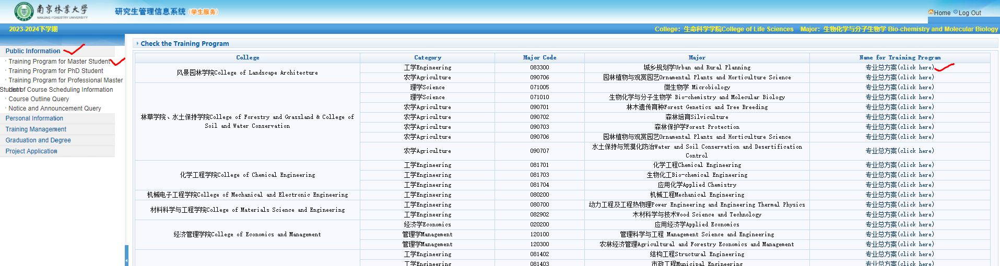 南京林業大學
NANJING FORESTRY UNIVERSITY
研究生管理信息系统 (学生服务)
Home Log Out
2023-2024下学期
College: 生命科学学院College of Life Sciences Major: 生物化学与分子生物学 Bio-chemistry and Molecular Biology
Public Information
Training Program for Master Student
Training Program for PhD Student
Training Program for Professional Master
Student
List of Course Scheduling Information
Course Outline Query
Notice and Announcement Query
Personal Information
Training Management
Graduation and Degree
Project Application
Check the Training Program
College Category Major Code Major Name for Training Program
风景园林学院College of Landscape Architecture
工学Engineering 083300 城乡规划学Urban and Rural Planning 专业总方案(click here)
农学Agriculture 090706 园林植物与观赏园艺Ornamental Plants and Horticulture Science 专业总方案(click here)
林草学院、水土保持学院College of Forestry and Grassland & College of
Soil and Water Conservation
理学Science 071005 微生物学 Microbiology 专业总方案(click here)
理学Science 071010 生物化学与分子生物学 Bio-chemistry and Molecular Biology 专业总方案(click here)
农学Agriculture 090701 林木遗传育种Forest Genetics and Tree Breeding 专业总方案(click here)
农学Agriculture 090702 森林培育Silviculture 专业总方案(click here)
农学Agriculture 090703 森林保护学Forest Protection 专业总方案(click here)
农学Agriculture 090706 园林植物与观赏园艺Ornamental Plants and Horticulture Science 专业总方案(click here)
农学Agriculture 090707 水土保持与荒漠化防治Water and Soil Conservation and Desertification
Control 专业总方案(click here)
化学工程学院College of Chemical Engineering
工学Engineering 081701 化学工程Chemical Engineering 专业总方案(click here)
工学Engineering 081703 生物化工Bio-chemical Engineering 专业总方案(click here)
工学Engineering 081704 应用化学Applied Chemistry 专业总方案(click here)
机械电子工程学院College of Mechanical and Electronic Engineering 工学Engineering 080200 机械工程Mechanical Engineering 专业总方案(click here)
材料科学与工程学院College of Materials Science and Engineering
工学Engineering 080700 动力工程及工程热物理Power Engineering and Engineering Thermal Physics 专业总方案(click here)
工学Engineering 082902 木材科学与技术Wood Science and Technology 专业总方案(click here)
经济管理学院College of Economics and Management
经济学Economics 020200 应用经济学Applied Economics 专业总方案(click here)
管理学Management 120100 管理科学与工程 Management Science and Engineering 专业总方案(click here)
管理学Management 120300 农林经济管理Agricultural and Forestry Economics and Management 专业总方案(click here)
工学Engineering 081402 结构工程Structural Engineering 专业总方案(click here)
工学Engineering 081403 市政工程Municipal Engineering 专业总方案(click here)